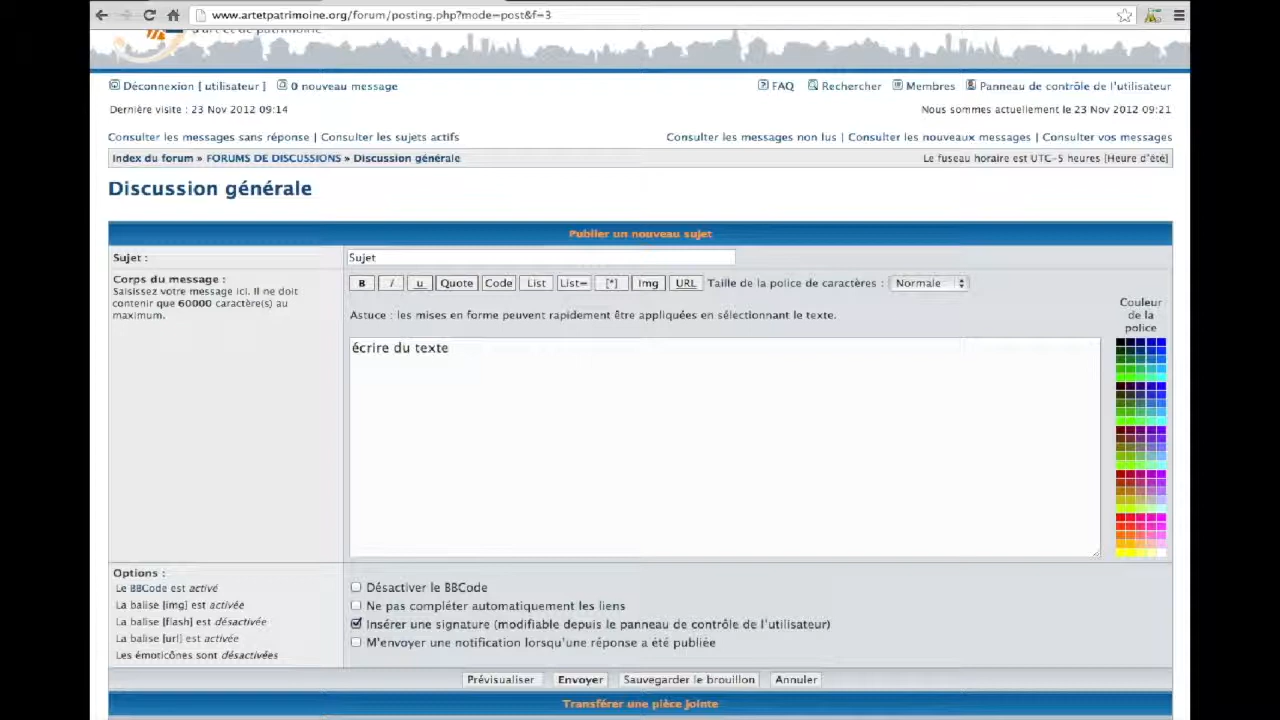 www.artetpatrimoine.org/forum/posting.php?mode=post&f=3
d'art et de patrimoine
Déconnexion [ utilisateur ] 0 nouveau message FAQ Rechercher Membres Panneau de contrôle de l'utilisateur
Dernière visite : 23 Nov 2012 09:14 Nous sommes actuellement le 23 Nov 2012 09:21
Consulter les messages sans réponse | Consulter les sujets actifs Consulter les messages non lus | Consulter les nouveaux messages | Consulter vos messages
Index du forum » FORUMS DE DISCUSSIONS » Discussion générale Le fuseau horaire est UTC-5 heures [Heure d'été]
Discussion générale
Publier un nouveau sujet
Sujet : Sujet
Corps du message :
Saisissez votre message ici. Il ne doit
contenir que 60000 caractère(s) au
maximum.
B i u Quote Code List List= [*] Img URL Taille de la police de caractères : Normale
Couleur
de la
police
Astuce : les mises en forme peuvent rapidement être appliquées en sélectionnant le texte.
écrire du texte
Options :
Le BBCode est activé
La balise [img] est activée
La balise [flash] est désactivée
La balise [url] est activée
Les émoticônes sont désactivées
Désactiver le BBCode
Ne pas compléter automatiquement les liens
Insérer une signature (modifiable depuis le panneau de contrôle de l'utilisateur)
M'envoyer une notification lorsqu'une réponse a été publiée
Prévisualiser Envoyer Sauvegarder le brouillon Annuler
Transférer une pièce jointe